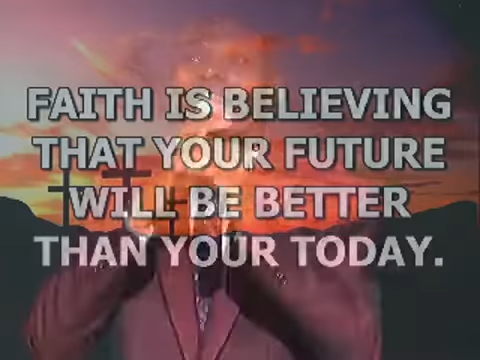 FAITH IS BELIEVING
THAT YOUR FUTURE
WILL BE BETTER
THAN YOUR TODAY.